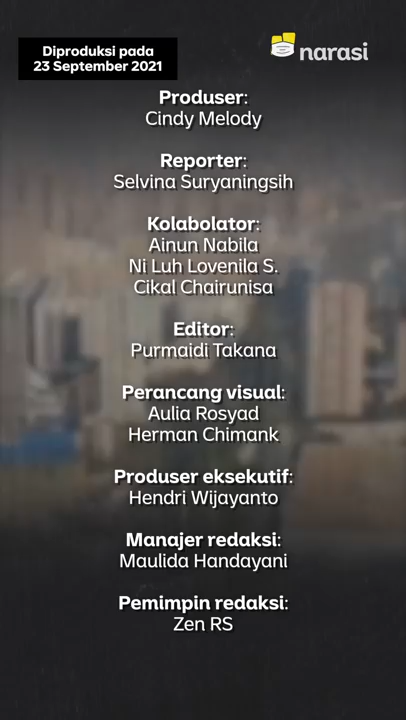 Diproduksi pada
23 September 2021
narasi
Produser:
Cindy Melody
Reporter:
Selvina Suryaningsih
Kolabolator:
Ainun Nabila
Ni Luh Lovenila S.
Cikal Chairunisa
Editor:
Purmaidi Takana
Perancang visual:
Aulia Rosyad
Herman Chimank
Produser eksekutif:
Hendri Wijayanto
Manajer redaksi:
Maulida Handayani
Pemimpin redaksi:
Zen RS